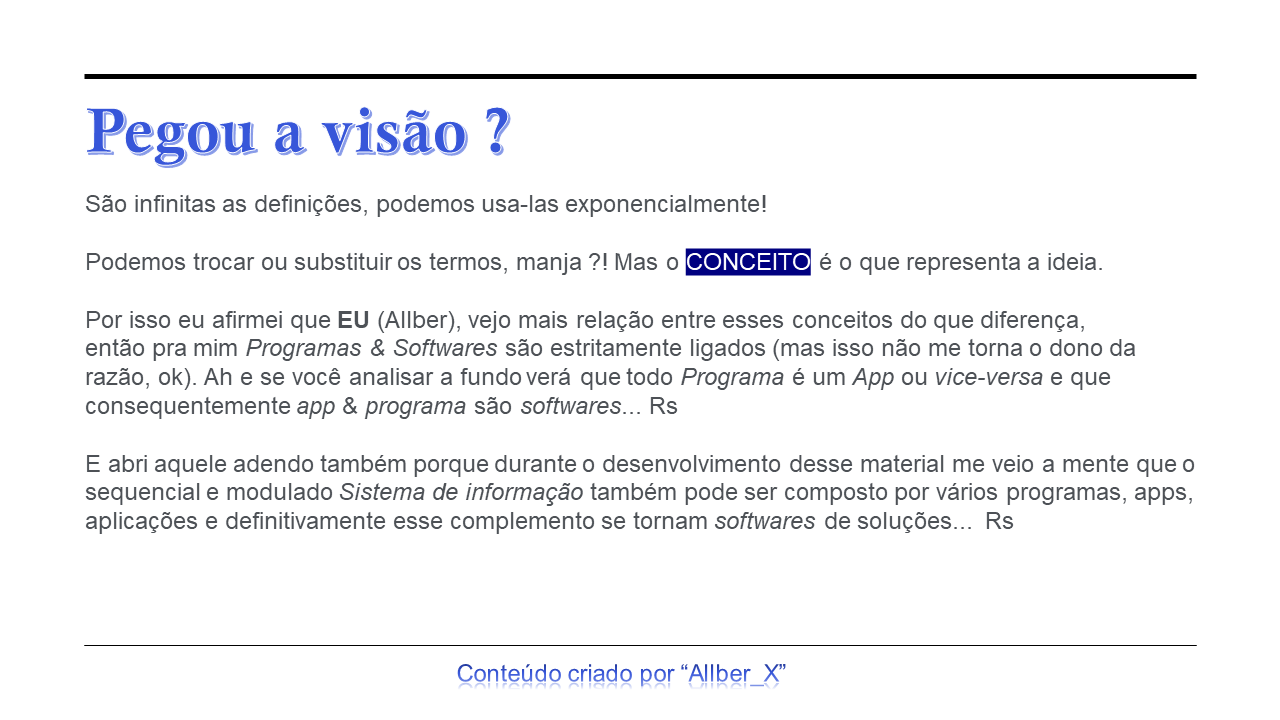 Pegou a visão ?
São infinitas as definições, podemos usa-las exponencialmente!
Podemos trocar ou substituir os termos, manja ?! Mas o CONCEITO é o que representa a ideia.
Por isso eu afirmei que EU (Allber), vejo mais relação entre esses conceitos do que diferença,
então pra mim Programas & Softwares são estritamente ligados (mas isso não me torna o dono da
razão, ok). Ah e se você analisar a fundo verá que todo Programa é um App ou vice-versa e que
consequentemente app & programa são softwares... Rs
E abri aquele adendo também porque durante o desenvolvimento desse material me veio a mente que o
sequencial e modulado Sistema de informação também pode ser composto por vários programas, apps,
aplicações e definitivamente esse complemento se tornam softwares de soluções... Rs
Conteúdo criado por “Allber_X”